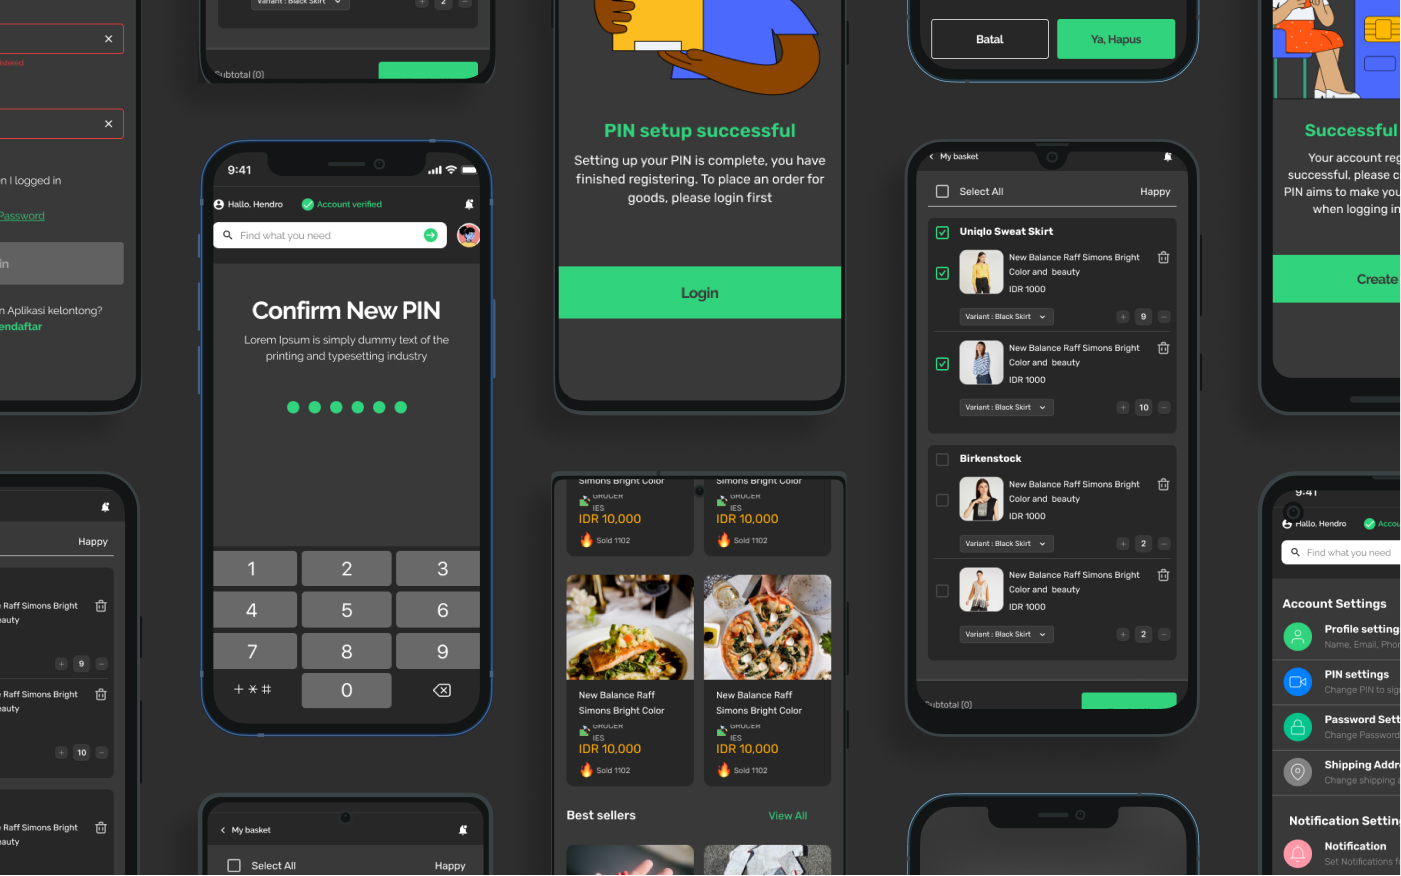 istered
n I logged in
Password
in
n Aplikasi kelontong?
endaftar
Happy
Raff Simons Bright
eauty
9
Raff Simons Bright
eauty
10
Raff Simons Bright
eauty
Variant : Black Skirt
2
Subtotal (0)
9:41
Hallo, Hendro
Account verified
Find what you need
Confirm New PIN
Lorem Ipsum is simply dummy text of the
printing and typesetting industry
1 2 3
4 5 6
7 8 9
+ * # 0
My basket
Select All
Happy
PIN setup successful
Setting up your PIN is complete, you have
finished registering. To place an order for
goods, please login first
Login
Simons Bright Color
Simons Bright Color
GROCER
IES
GROCER
IES
IDR 10,000
IDR 10,000
Sold 1102
Sold 1102
New Balance Raff
Simons Bright Color
New Balance Raff
Simons Bright Color
GROCER
IES
GROCER
IES
IDR 10,000
IDR 10,000
Sold 1102
Sold 1102
Best sellers
View All
Batal
Ya, Hapus
My basket
Select All
Happy
Uniqlo Sweat Skirt
New Balance Raff Simons Bright
Color and beauty
IDR 1000
Variant : Black Skirt
+ 9 −
New Balance Raff Simons Bright
Color and beauty
IDR 1000
Variant : Black Skirt
+ 10 −
Birkenstock
New Balance Raff Simons Bright
Color and beauty
IDR 1000
Variant : Black Skirt
+ 2 −
New Balance Raff Simons Bright
Color and beauty
IDR 1000
Variant : Black Skirt
+ 2 −
Subtotal (0)
Successful
Your account reg
successful, please c
PIN aims to make you
when logging in
Create
9:41
Hallo, Hendro
Accou
Find what you need
Account Settings
Profile setting
Name, Email, Phon
PIN settings
Change PIN to sig
Password Sett
Change Password
Shipping Addr
Change shipping a
Notification Settin
Notification
Set Notifications f